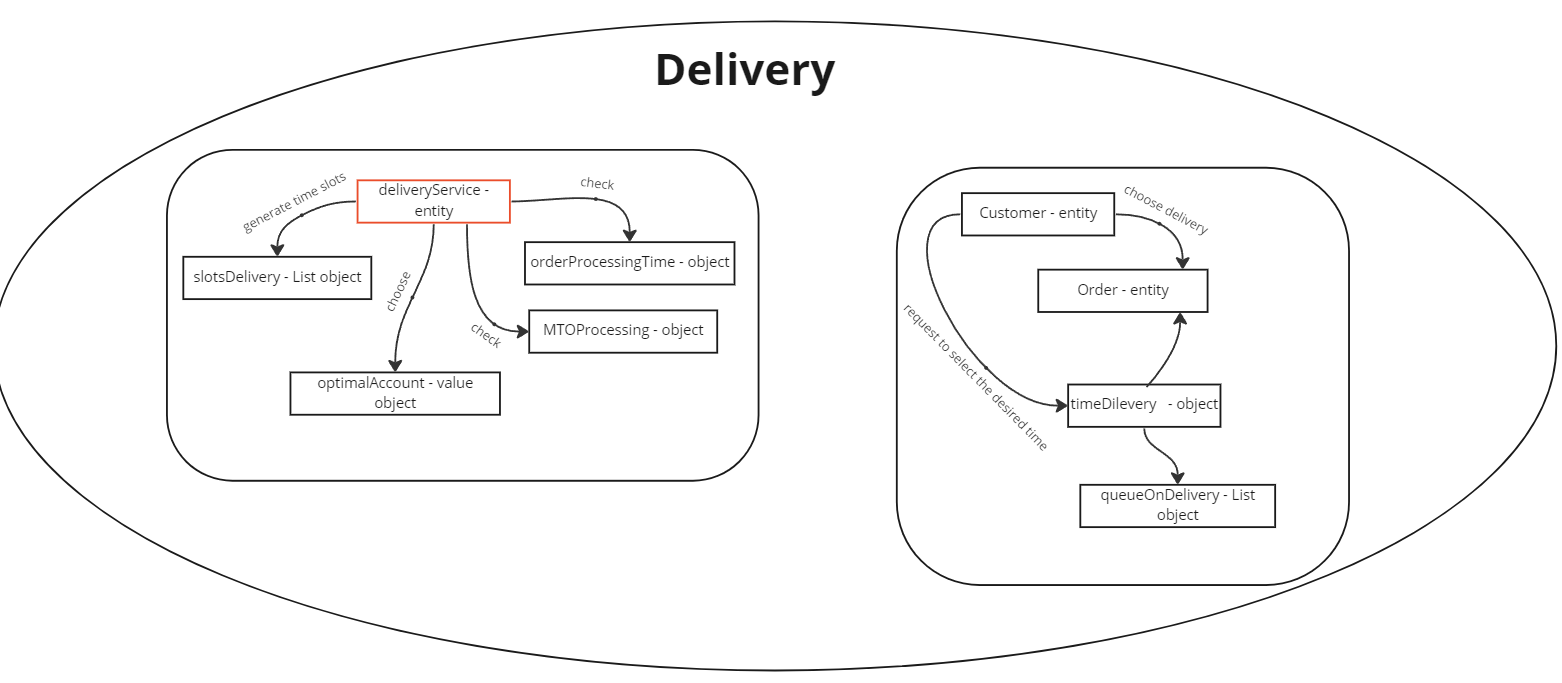 Delivery
generate time slots
deliveryService -
entity
check
slotsDelivery - List object
orderProcessingTime - object
choose
check
MTOProcessing - object
optimalAccount - value
object
Customer - entity
choose delivery
Order - entity
request to select the desired time
timeDilevery - object
queueOnDelivery - List
object